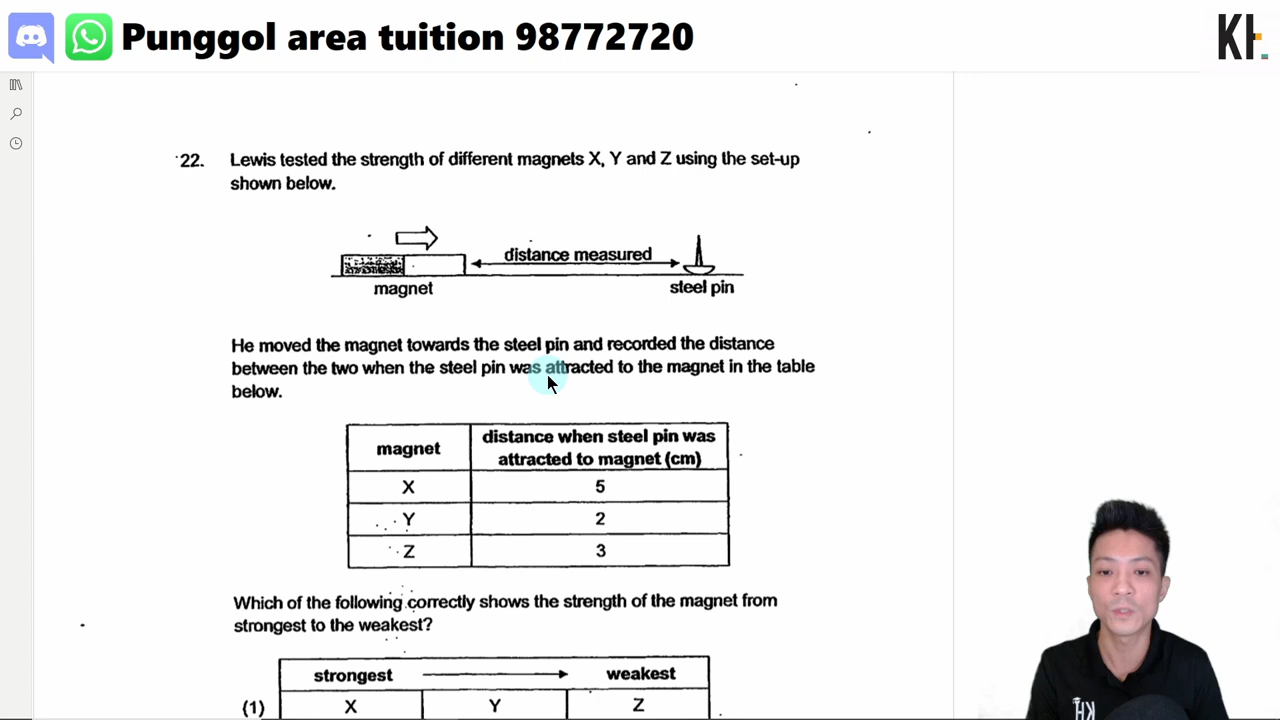 Punggol area tuition 98772720
KH
22. Lewis tested the strength of different magnets X, Y and Z using the set-up
shown below.
distance measured
magnet
steel pin
He moved the magnet towards the steel pin and recorded the distance
between the two when the steel pin was attracted to the magnet in the table
below.
magnet
distance when steel pin was
attracted to magnet (cm)
X 5
Y 2
Z 3
Which of the following correctly shows the strength of the magnet from
strongest to the weakest?
strongest weakest
(1) X Y Z
KH